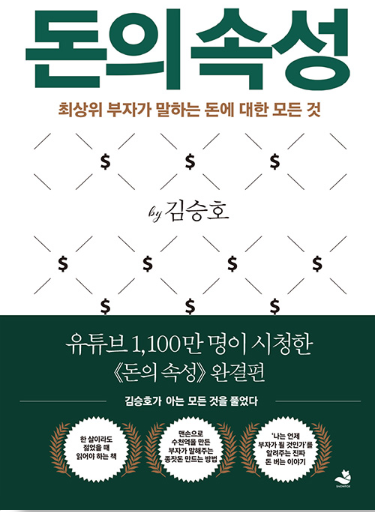 돈의 속성
최상위 부자가 말하는 돈에 대한 모든 것
$ $ $
by 김승호
$ $ $ $
$ $ $
유튜브 1,100만 명이 시청한
《돈의 속성》 완결편
김승호가 아는 모든 것을 풀었다
한 살이라도
젊었을 때
읽어야 하는 책
맨손으로
수천억을 만든
부자가 말해주는
종잣돈 만드는 방법
'나는 언제
부자가 될 것인가'를
알려주는 진짜
돈 버는 이야기